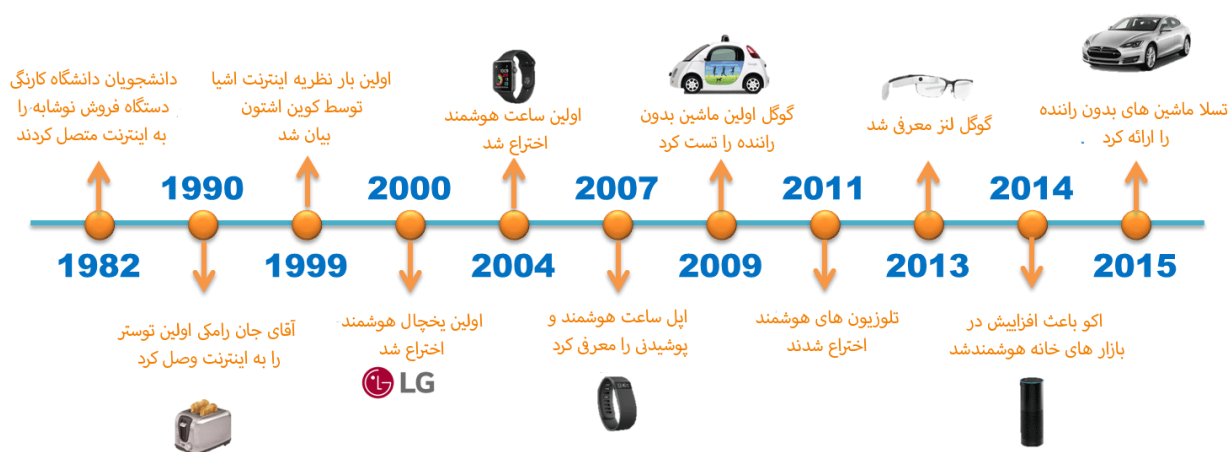 دانشجویان دانشگاه کارنگی
دستگاه فروش نوشابه را
به اینترنت متصل کردند
اولین بار نظریه اینترنت اشیا
توسط کوین اشتون
بیان شد
اولین ساعت هوشمند
اختراع شد
گوگل اولین ماشین بدون
راننده را تست کرد
گوگل لنز معرفی شد
تسلا ماشین های بدون راننده
را ارائه کرد .
1990
2000
2007
2011
2014
1982
1999
2004
2009
2013
2015
آقای جان رامکی اولین توستر
را به اینترنت وصل کرد
اولین یخچال هوشمند
اختراع شد
LG
اپل ساعت هوشمند و
پوشیدنی را معرفی کرد
تلوزیون های هوشمند
اختراع شدند
اکو باعث افزاییش در
بازار های خانه هوشمندشد